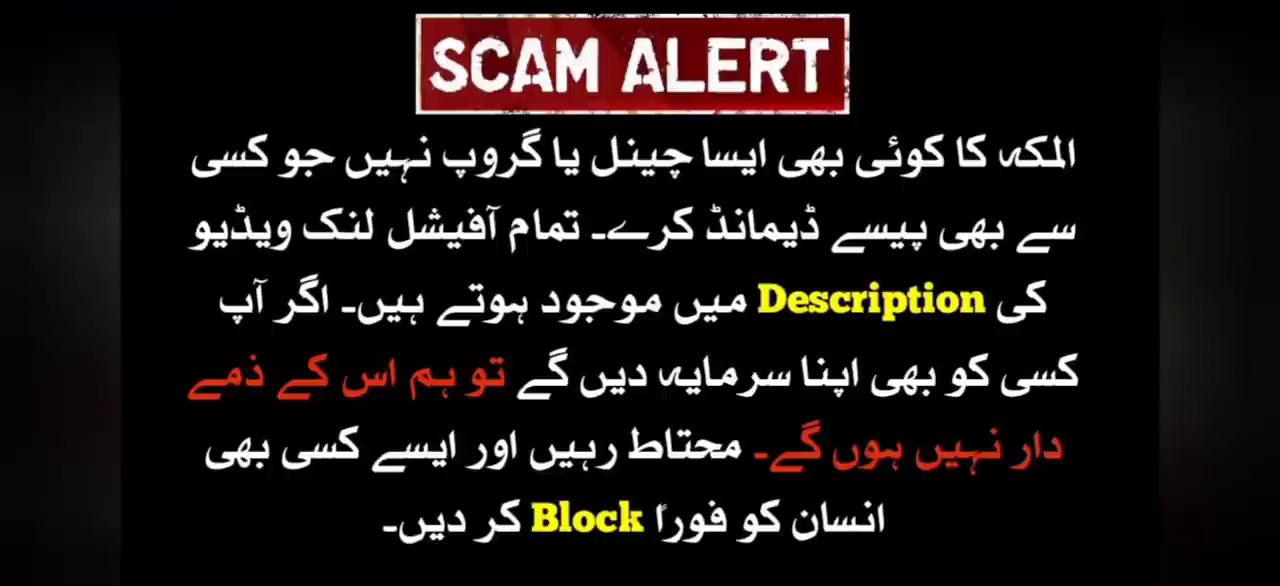 SCAM ALERT
المکہ کا کوئی بھی ایسا چینل یا گروپ نہیں جو کسی
سے بھی پیسے ڈیمانڈ کرے۔ تمام آفیشل لنک ویڈیو
کی Description میں موجود ہوتے ہیں۔ اگر آپ
کسی کو بھی اپنا سرمایہ دیں گے تو ہم اس کے ذمے
دار نہیں ہوں گے۔ محتاط رہیں اور ایسے کسی بھی
انسان کو فوراً Block کر دیں۔